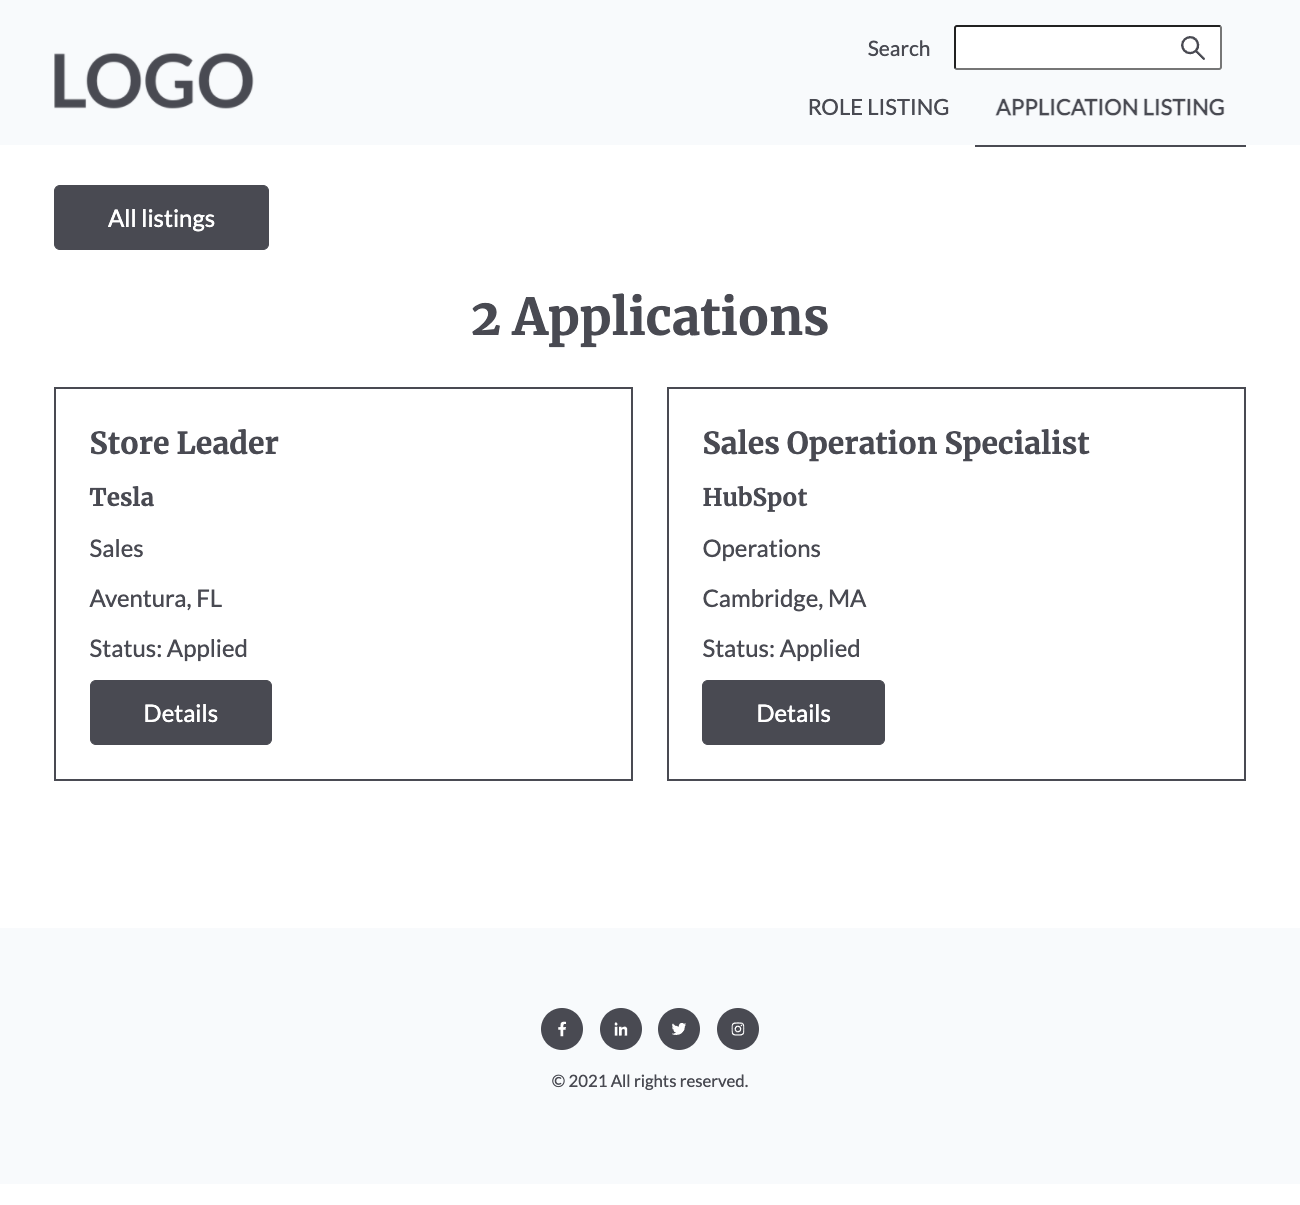 LOGO
Search
ROLE LISTING
APPLICATION LISTING
All listings
2 Applications
Store Leader
Tesla
Sales
Aventura, FL
Status: Applied
Details
Sales Operation Specialist
HubSpot
Operations
Cambridge, MA
Status: Applied
Details
© 2021 All rights reserved.